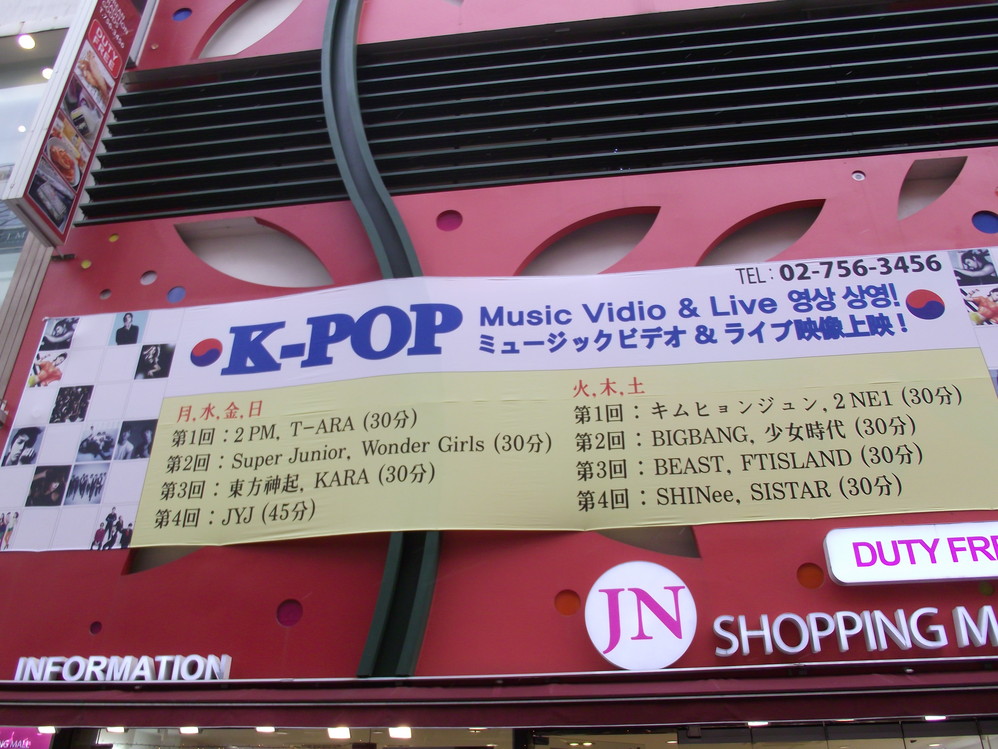 DUTY FREE
TEL : 02-756-3456
K-POP
Music Vidio & Live 영상 상영!
ミュージックビデオ & ライブ映像上映!
月,水,金,日
第1回 : 2 PM, T-ARA (30分)
第2回 : Super Junior, Wonder Girls (30分)
第3回 : 東方神起, KARA (30分)
第4回 : JYJ (45分)
火,木,土
第1回 : キムヒョンジュン, 2 NE1 (30分)
第2回 : BIGBANG, 少女時代 (30分)
第3回 : BEAST, FTISLAND (30分)
第4回 : SHINee, SISTAR (30分)
DUTY FRE
JN
SHOPPING M
INFORMATION